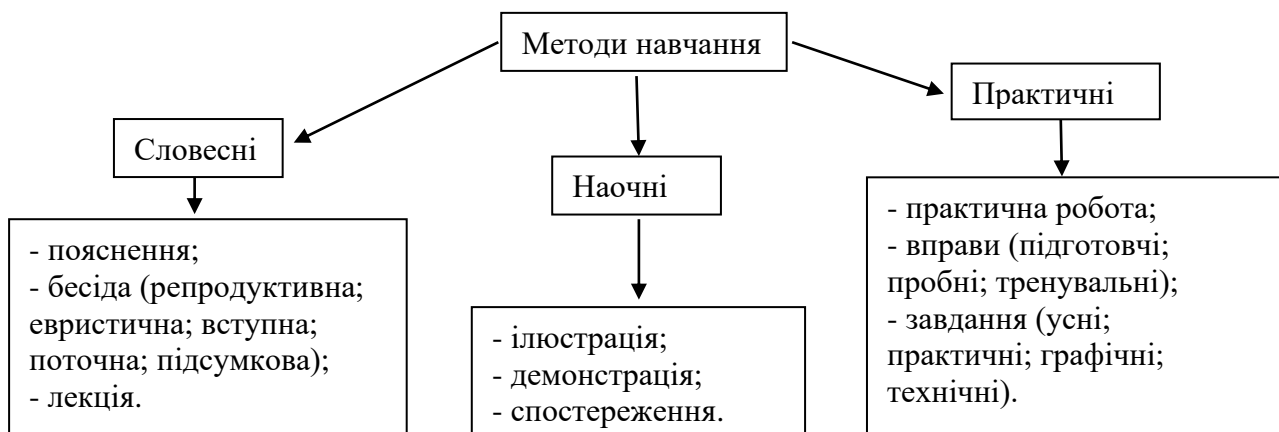 Методи навчання
Словесні
- пояснення;
- бесіда (репродуктивна;
евристична; вступна;
поточна; підсумкова);
- лекція.
Наочні
- ілюстрація;
- демонстрація;
- спостереження.
Практичні
- практична робота;
- вправи (підготовчі;
пробні; тренувальні);
- завдання (усні;
практичні; графічні;
технічні).